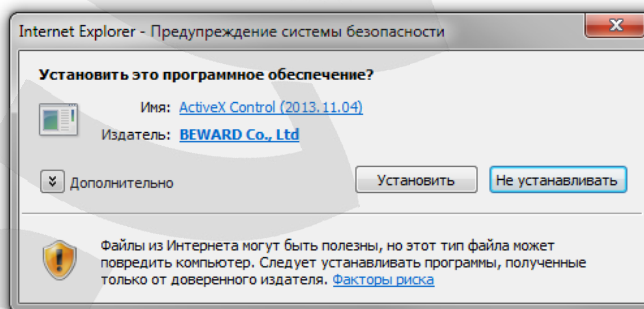 Internet Explorer - Предупреждение системы безопасности
Установить это программное обеспечение?
Имя: ActiveX Control (2013.11.04)
Издатель: BEWARD Co., Ltd
Дополнительно
Установить
Не устанавливать
Файлы из Интернета могут быть полезны, но этот тип файла может
повредить компьютер. Следует устанавливать программы, полученные
только от доверенного издателя. Факторы риска